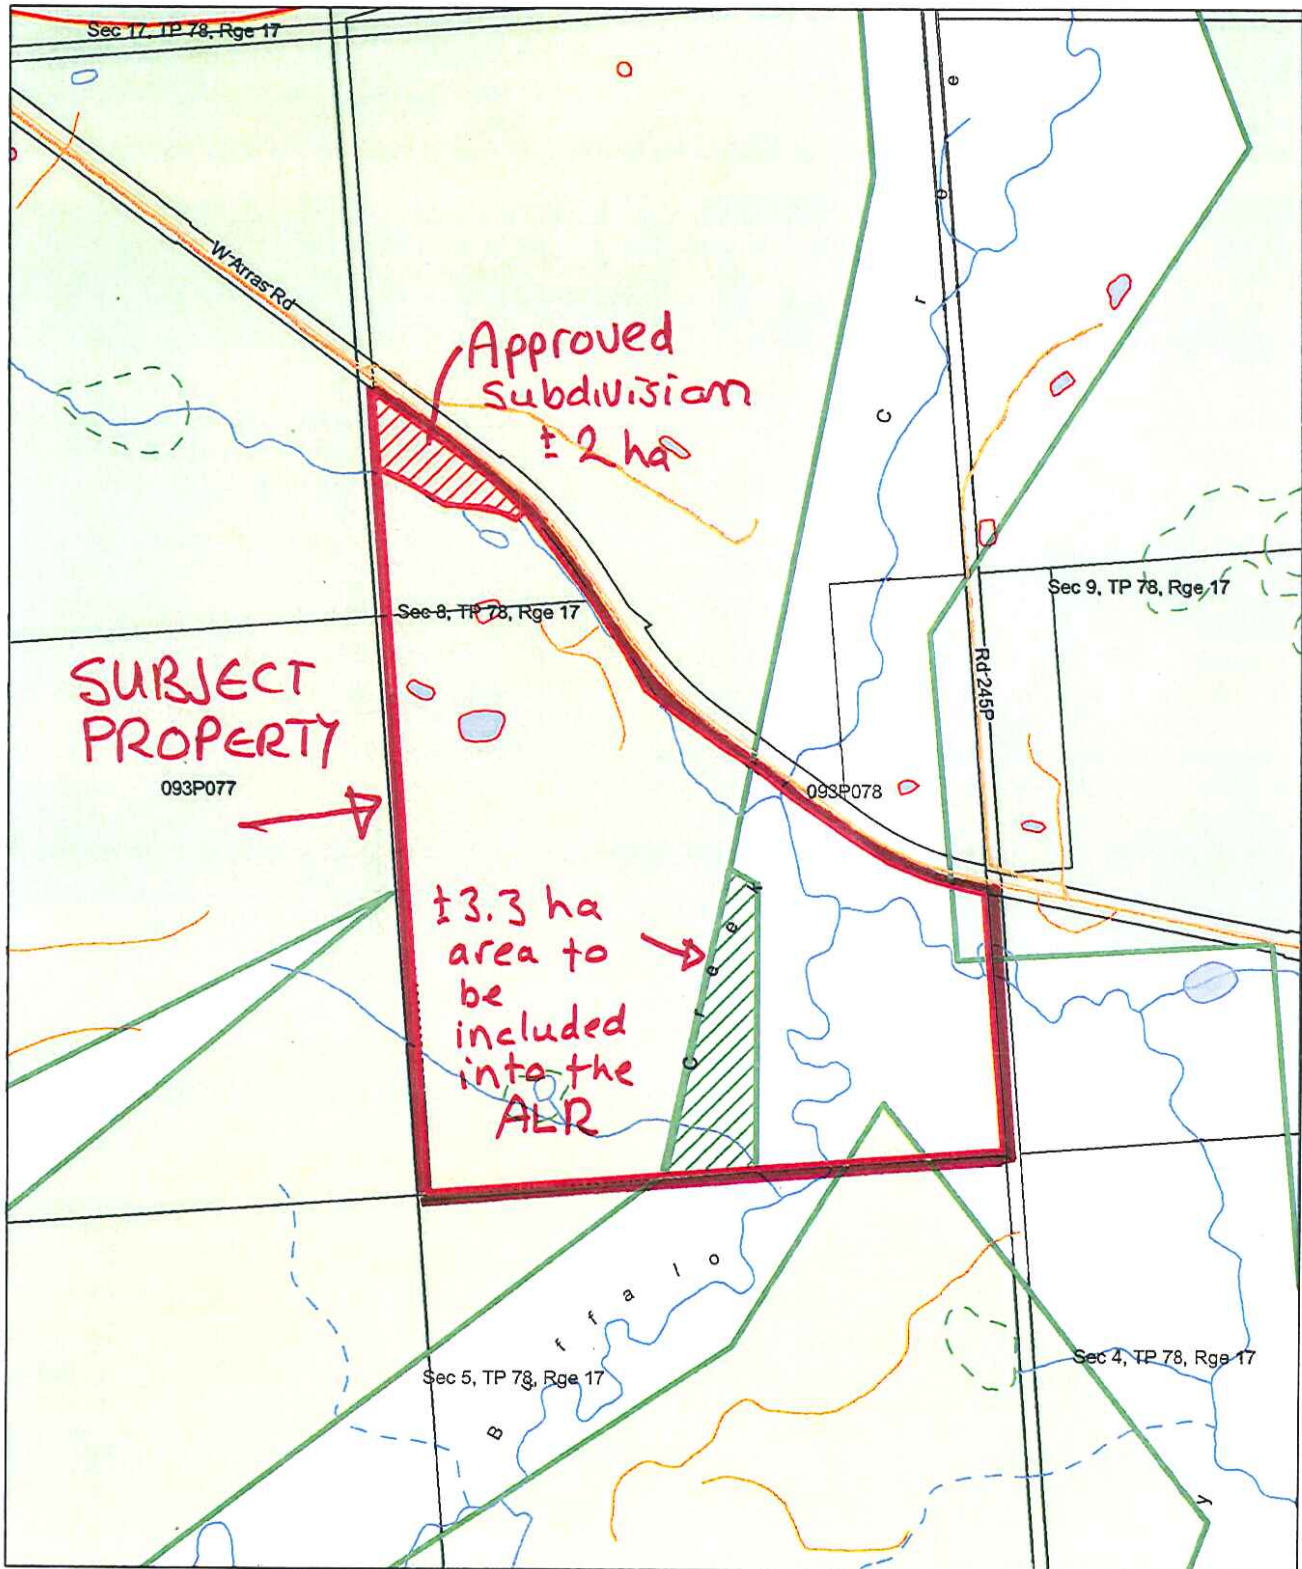 Sec 17, TP 78, Rge 17
W Arras Rd
Approved
subdivision
± 2 ha
C r e e
Sec 8, TP 78, Rge 17
Sec 9, TP 78, Rge 17
Rd 245P
SUBJECT
PROPERTY
093P077
093P078
±3.3 ha
area to
be
included
into the
ALR
C r e e
B u f f a l o
Sec 5, TP 78, Rge 17
Sec 4, TP 78, Rge 17
y